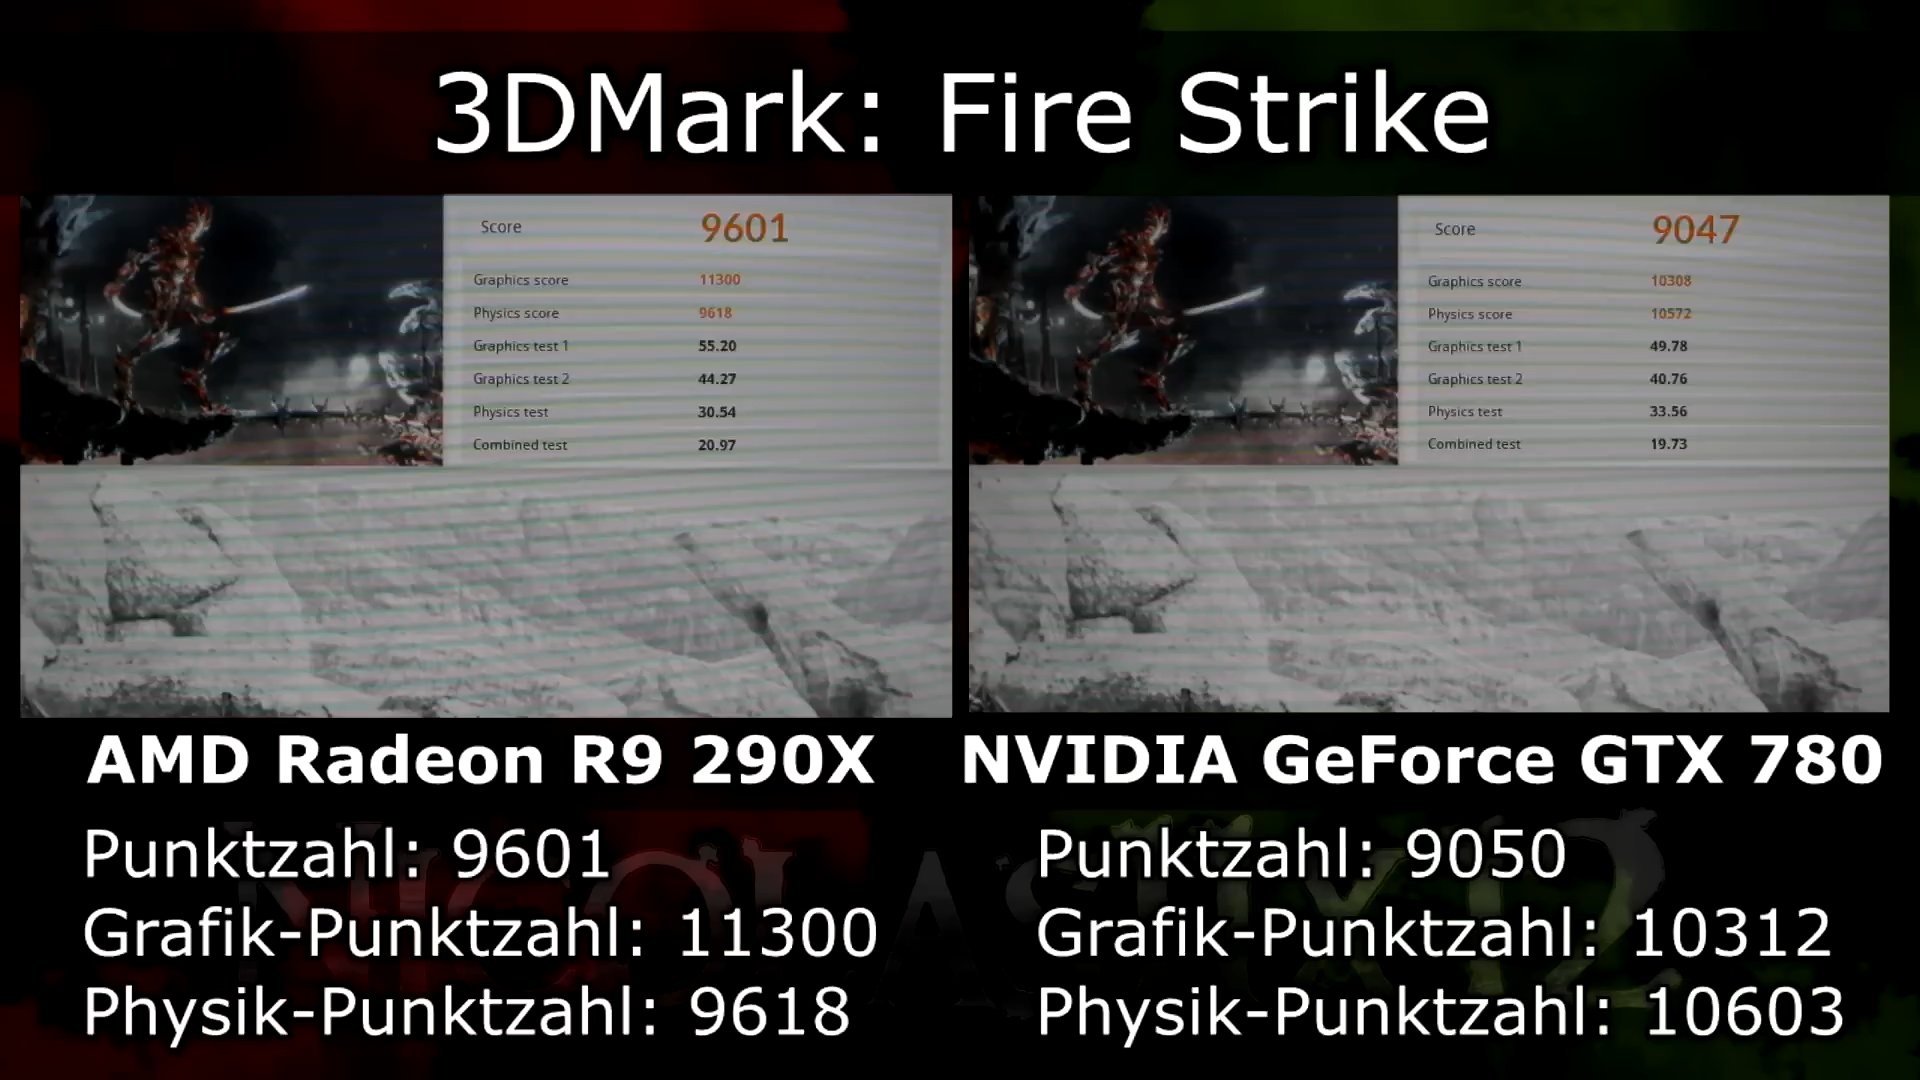 3DMark: Fire Strike
Score 9601
Graphics score 11300
Physics score 9618
Graphics test 1 55.20
Graphics test 2 44.27
Physics test 30.54
Combined test 20.97
Score 9047
Graphics score 10308
Physics score 10572
Graphics test 1 49.78
Graphics test 2 40.76
Physics test 33.56
Combined test 19.73
AMD Radeon R9 290X
Punktzahl: 9601
Grafik-Punktzahl: 11300
Physik-Punktzahl: 9618
NVIDIA GeForce GTX 780
Punktzahl: 9050
Grafik-Punktzahl: 10312
Physik-Punktzahl: 10603